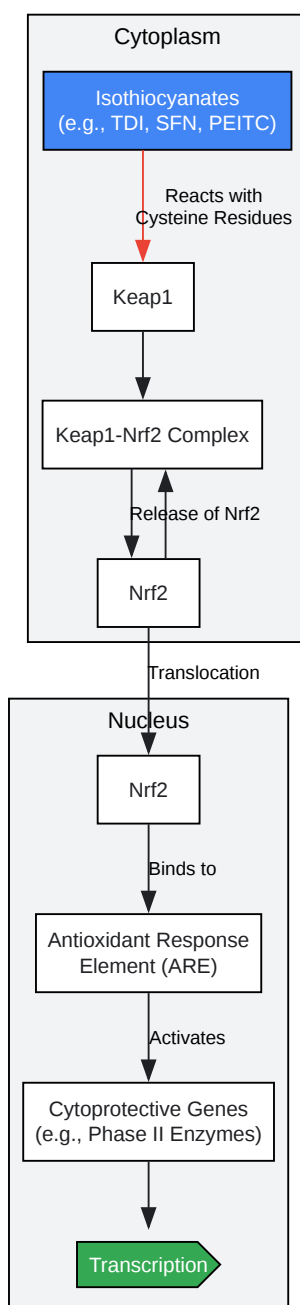 Cytoplasm
Isothiocyanates
(e.g., TDI, SFN, PEITC)
Reacts with
Cysteine Residues
Keap1
Keap1-Nrf2 Complex
Release of Nrf2
Nrf2
Translocation
Nucleus
Nrf2
Binds to
Antioxidant Response
Element (ARE)
Activates
Cytoprotective Genes
(e.g., Phase II Enzymes)
Transcription